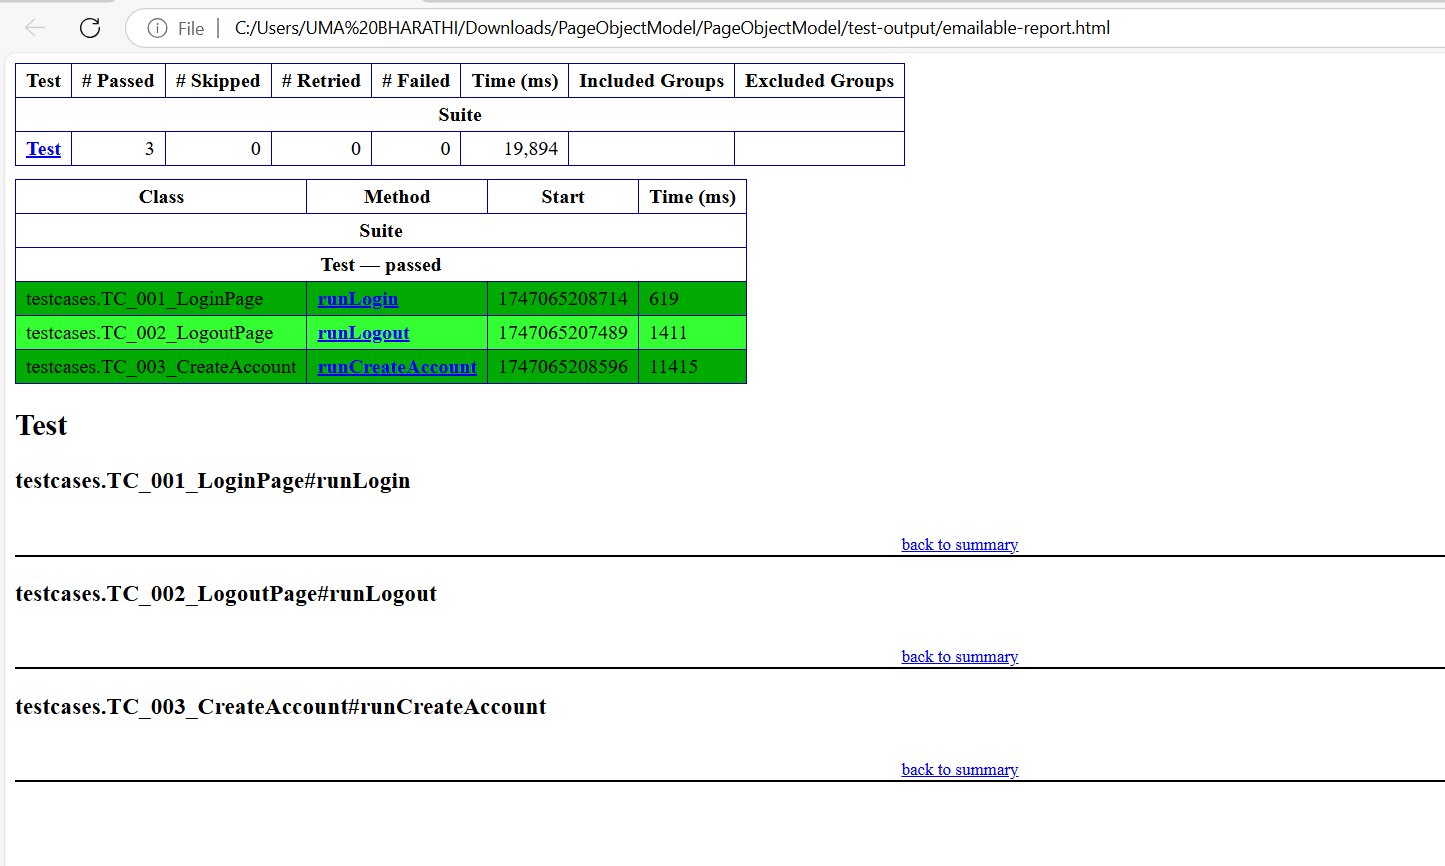 File | C:/Users/UMA%20BHARATHI/Downloads/PageObjectModel/PageObjectModel/test-output/emailable-report.html
Test # Passed # Skipped # Retried # Failed Time (ms) Included Groups Excluded Groups
Suite
Test 3 0 0 0 19,894
Class Method Start Time (ms)
Suite
Test — passed
testcases.TC_001_LoginPage runLogin 1747065208714 619
testcases.TC_002_LogoutPage runLogout 1747065207489 1411
testcases.TC_003_CreateAccount runCreateAccount 1747065208596 11415
Test
testcases.TC_001_LoginPage#runLogin
back to summary
testcases.TC_002_LogoutPage#runLogout
back to summary
testcases.TC_003_CreateAccount#runCreateAccount
back to summary